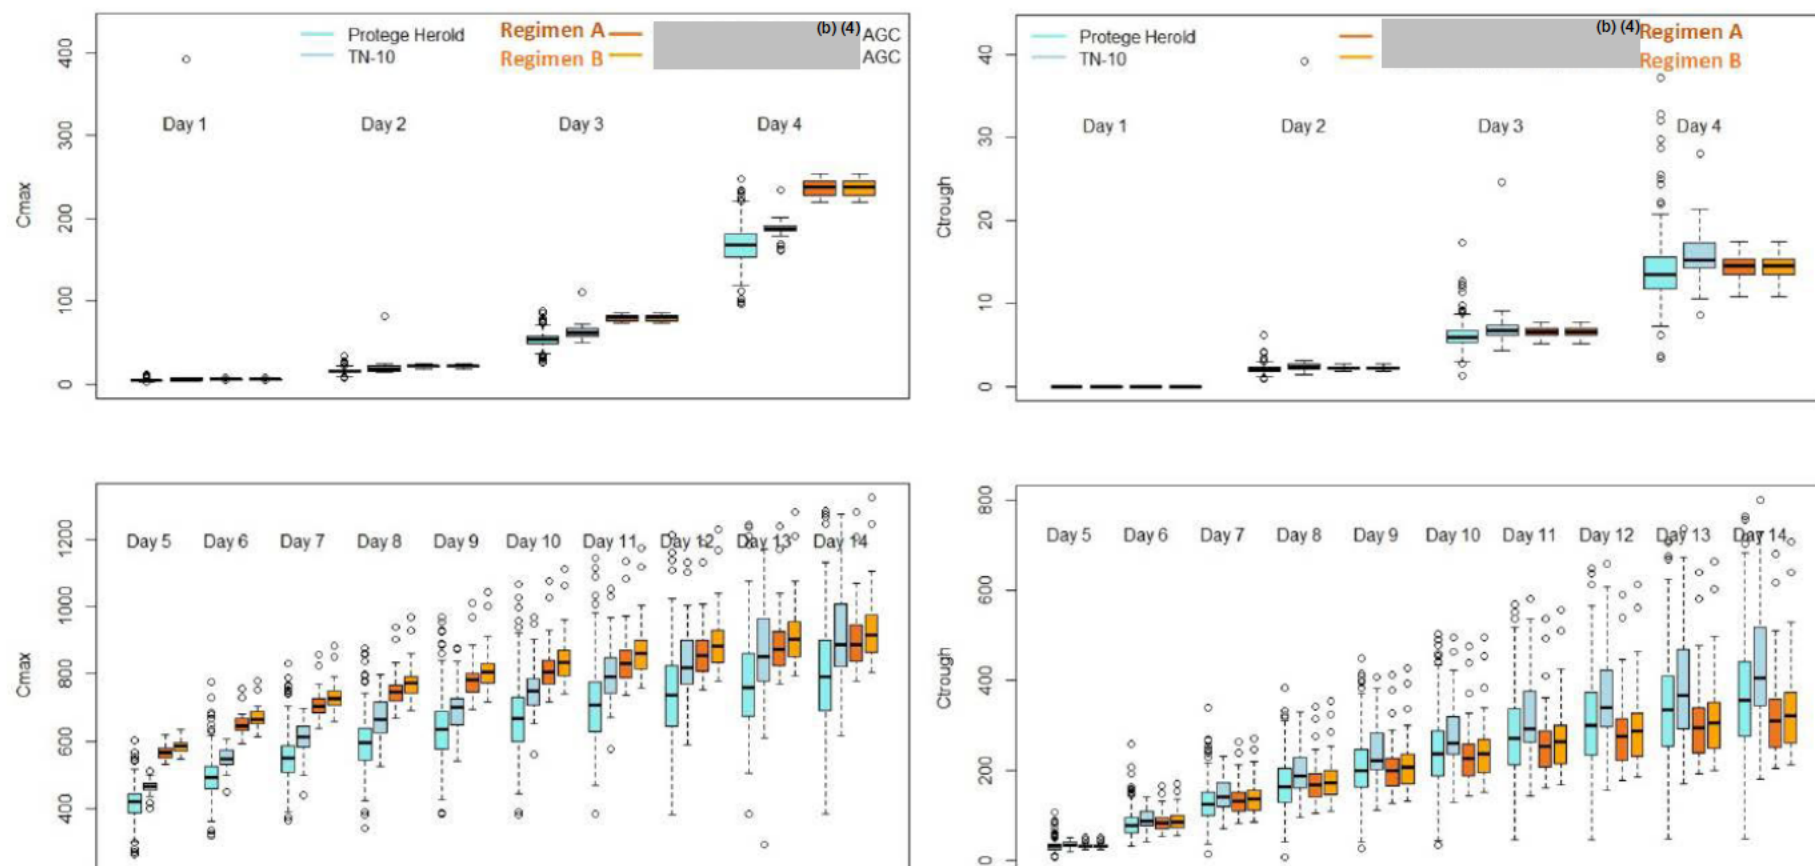 Protege Herold
Regimen A
(b) (4)
AGC
TN-10
Regimen B
AGC
Day 1
Day 2
Day 3
Day 4
Cmax
400
300
200
100
0
Protege Herold
(b) (4)
Regimen A
TN-10
Regimen B
Day 1
Day 2
Day 3
Day 4
Ctrough
40
30
20
10
0
Day 5
Day 6
Day 7
Day 8
Day 9
Day 10
Day 11
Day 12
Day 13
Day 14
Cmax
1200
1000
800
600
400
Day 5
Day 6
Day 7
Day 8
Day 9
Day 10
Day 11
Day 12
Day 13
Day 14
Ctrough
800
600
400
200
0